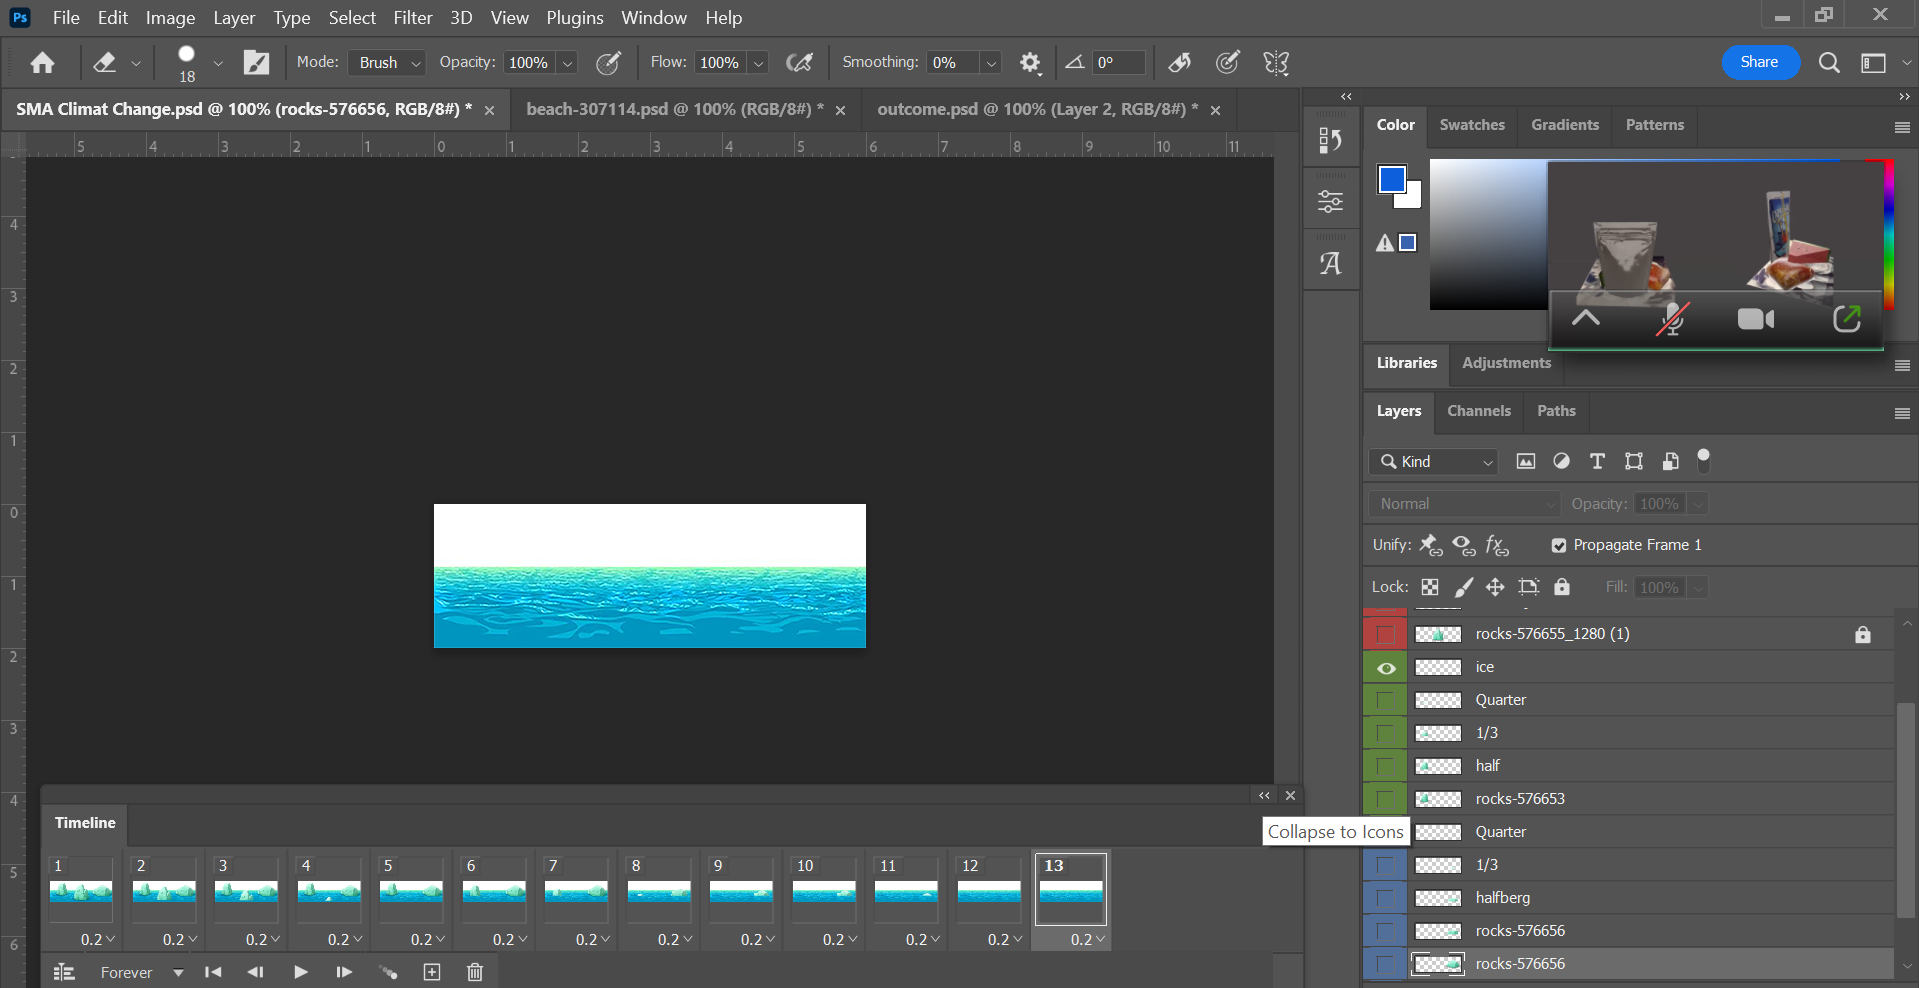 Ps File Edit Image Layer Type Select Filter 3D View Plugins Window Help
18 Mode: Brush Opacity: 100% Flow: 100% Smoothing: 0% 0° Share
SMA Climat Change.psd @ 100% (rocks-576656, RGB/8#) * beach-307114.psd @ 100% (RGB/8#) * outcome.psd @ 100% (Layer 2, RGB/8#) *
5 4 3 2 1 0 1 2 3 4 5 6 7 8 9 10 11
4
3
2
1
0
1
2
3
4
5
6
Color Swatches Gradients Patterns
Libraries Adjustments
Layers Channels Paths
Kind
Normal Opacity: 100%
Unify: Propagate Frame 1
Lock: Fill: 100%
rocks-576655_1280 (1)
ice
Quarter
1/3
half
rocks-576653
Quarter
1/3
halfberg
rocks-576656
rocks-576656
Collapse to Icons
Timeline
1 2 3 4 5 6 7 8 9 10 11 12 13
0.2 0.2 0.2 0.2 0.2 0.2 0.2 0.2 0.2 0.2 0.2 0.2 0.2
Forever